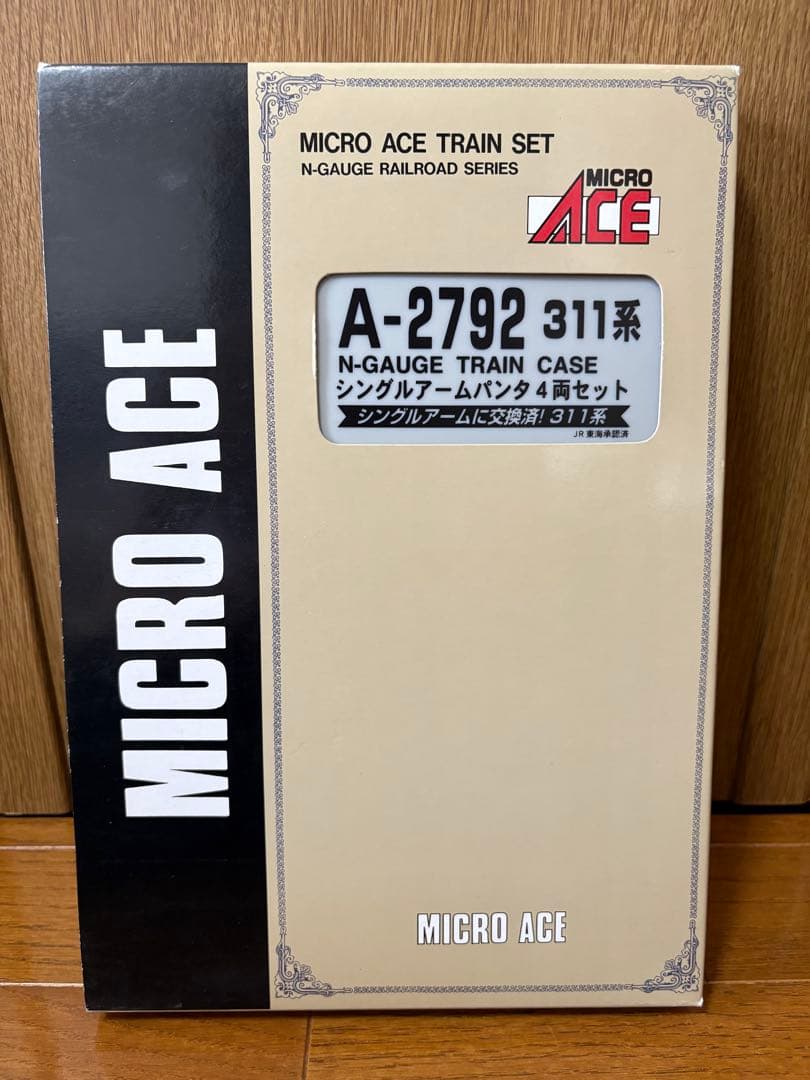 MICRO ACE
MICRO ACE TRAIN SET
N-GAUGE RAILROAD SERIES
MICRO
ACE
A-2792 311系
N-GAUGE TRAIN CASE
シングルアームパンタ4両セット
シングルアームに交換済! 311系
JR東海承認済
MICRO ACE